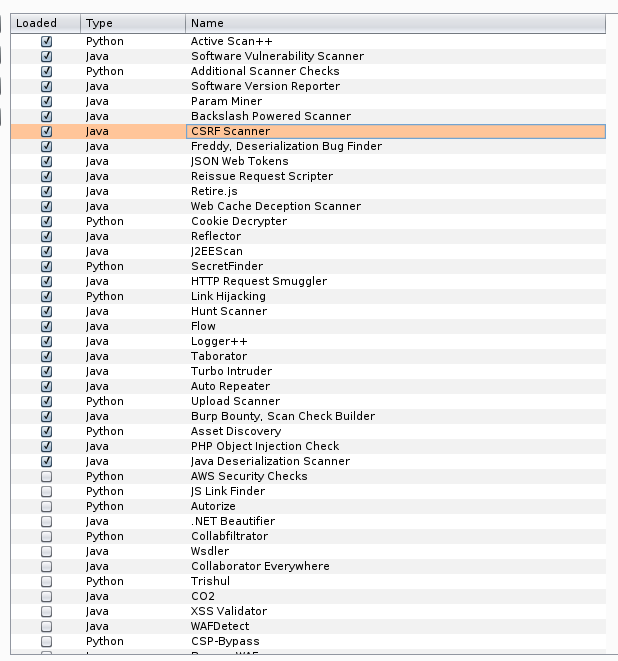 Loaded Type Name
Python Active Scan++
Java Software Vulnerability Scanner
Python Additional Scanner Checks
Java Software Version Reporter
Java Param Miner
Java Backslash Powered Scanner
Java CSRF Scanner
Java Freddy, Deserialization Bug Finder
Java JSON Web Tokens
Java Reissue Request Scripter
Java Retire.js
Java Web Cache Deception Scanner
Python Cookie Decrypter
Java Reflector
Java J2EEScan
Python SecretFinder
Java HTTP Request Smuggler
Python Link Hijacking
Java Hunt Scanner
Java Flow
Java Logger++
Java Taborator
Java Turbo Intruder
Java Auto Repeater
Python Upload Scanner
Java Burp Bounty, Scan Check Builder
Python Asset Discovery
Java PHP Object Injection Check
Java Java Deserialization Scanner
Python AWS Security Checks
Python JS Link Finder
Python Autorize
Java .NET Beautifier
Python Collabfiltrator
Java Wsdler
Java Collaborator Everywhere
Python Trishul
Java CO2
Java XSS Validator
Java WAFDetect
Python CSP-Bypass